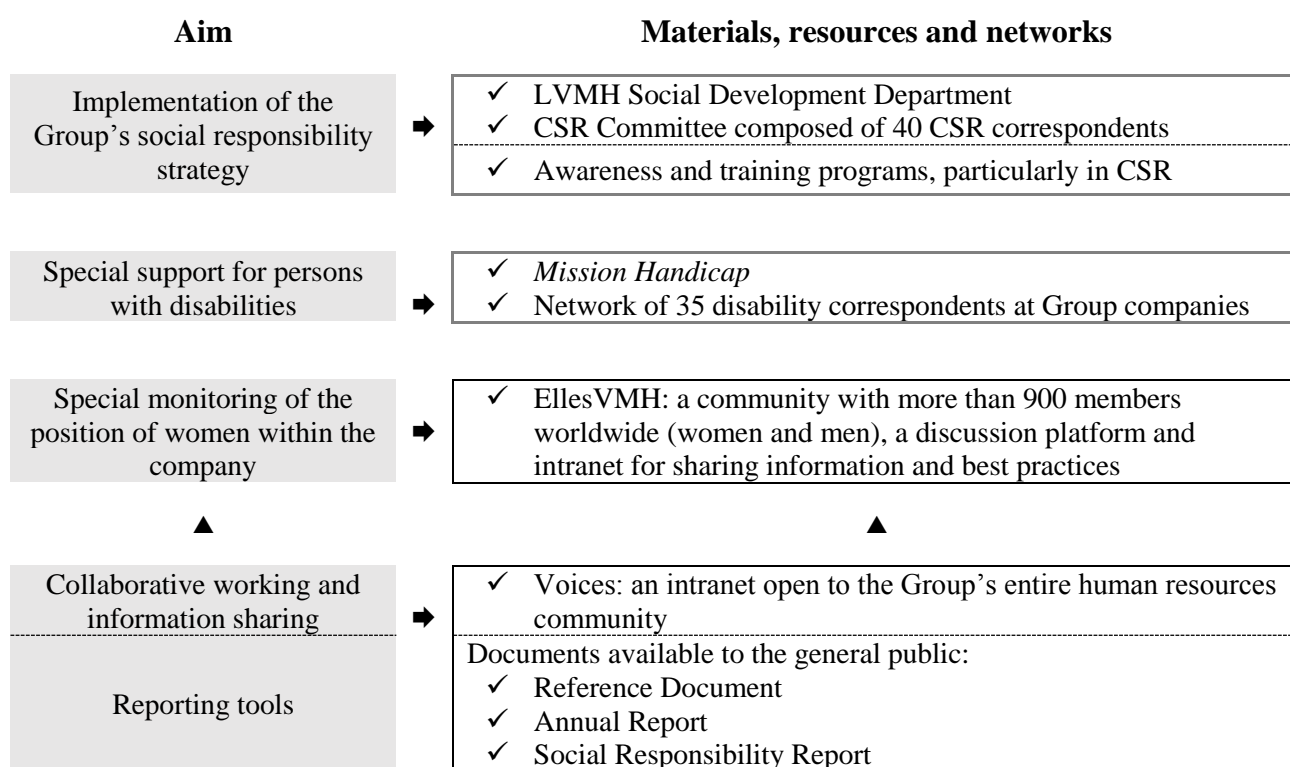 Aim
Materials, resources and networks
Implementation of the
Group’s social responsibility
strategy
✓ LVMH Social Development Department
✓ CSR Committee composed of 40 CSR correspondents
✓ Awareness and training programs, particularly in CSR
Special support for persons
with disabilities
✓ Mission Handicap
✓ Network of 35 disability correspondents at Group companies
Special monitoring of the
position of women within the
company
✓ EllesVMH: a community with more than 900 members
worldwide (women and men), a discussion platform and
intranet for sharing information and best practices
Collaborative working and
information sharing
✓ Voices: an intranet open to the Group’s entire human resources
community
Reporting tools
Documents available to the general public:
✓ Reference Document
✓ Annual Report
✓ Social Responsibility Report